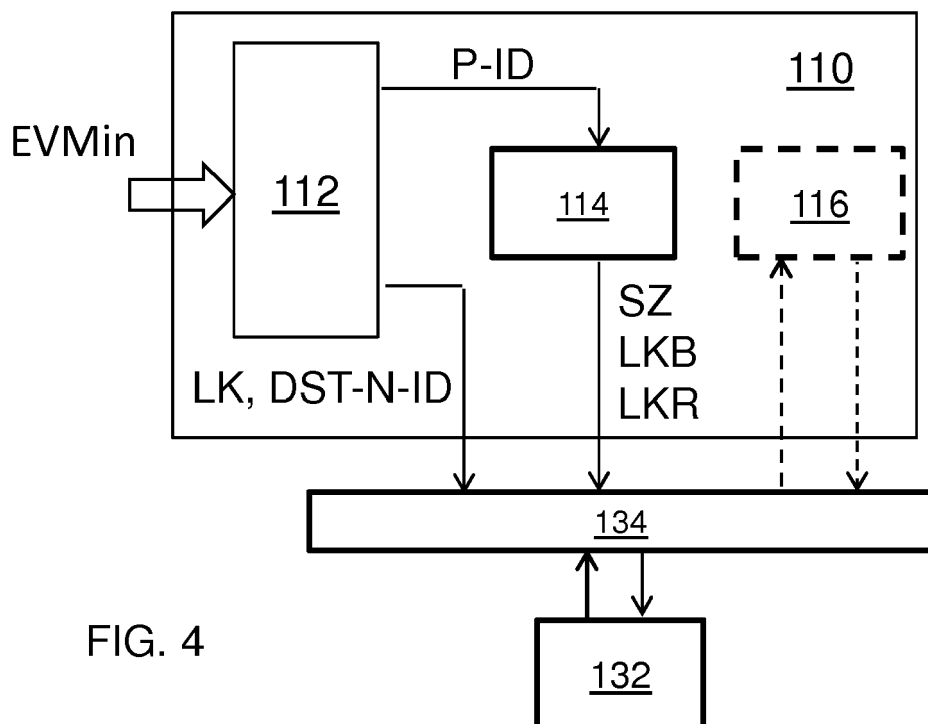 P-ID
110
EVMin
112
114
116
SZ
LKB
LKR
LK, DST-N-ID
134
FIG. 4
132